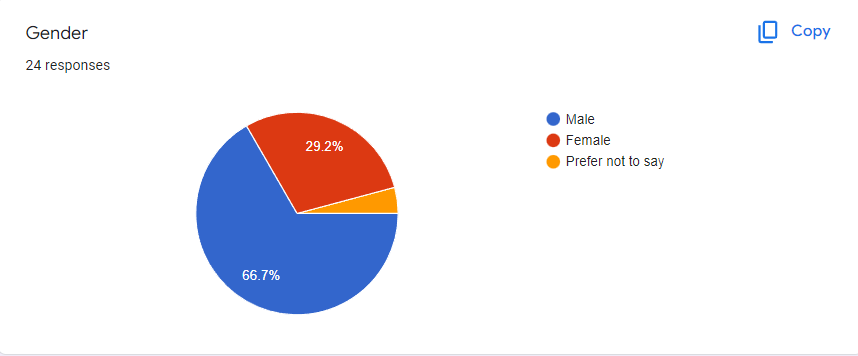 Gender
Copy
24 responses
Male
Female
Prefer not to say
29.2%
66.7%